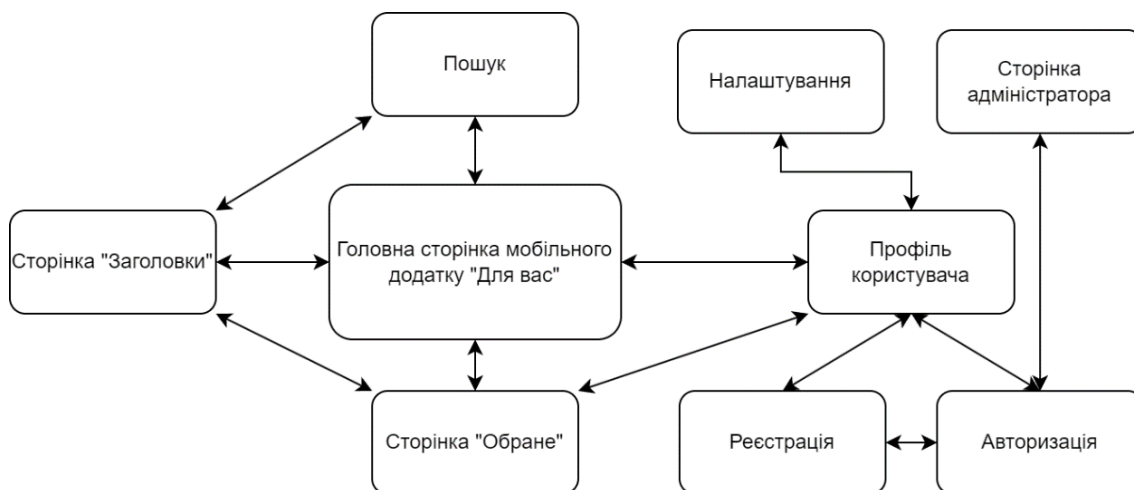 Пошук
Налаштування
Сторінка
адміністратора
Сторінка "Заголовки"
Головна сторінка мобільного
додатку "Для вас"
Профіль
користувача
Сторінка "Обране"
Реєстрація
Авторизація